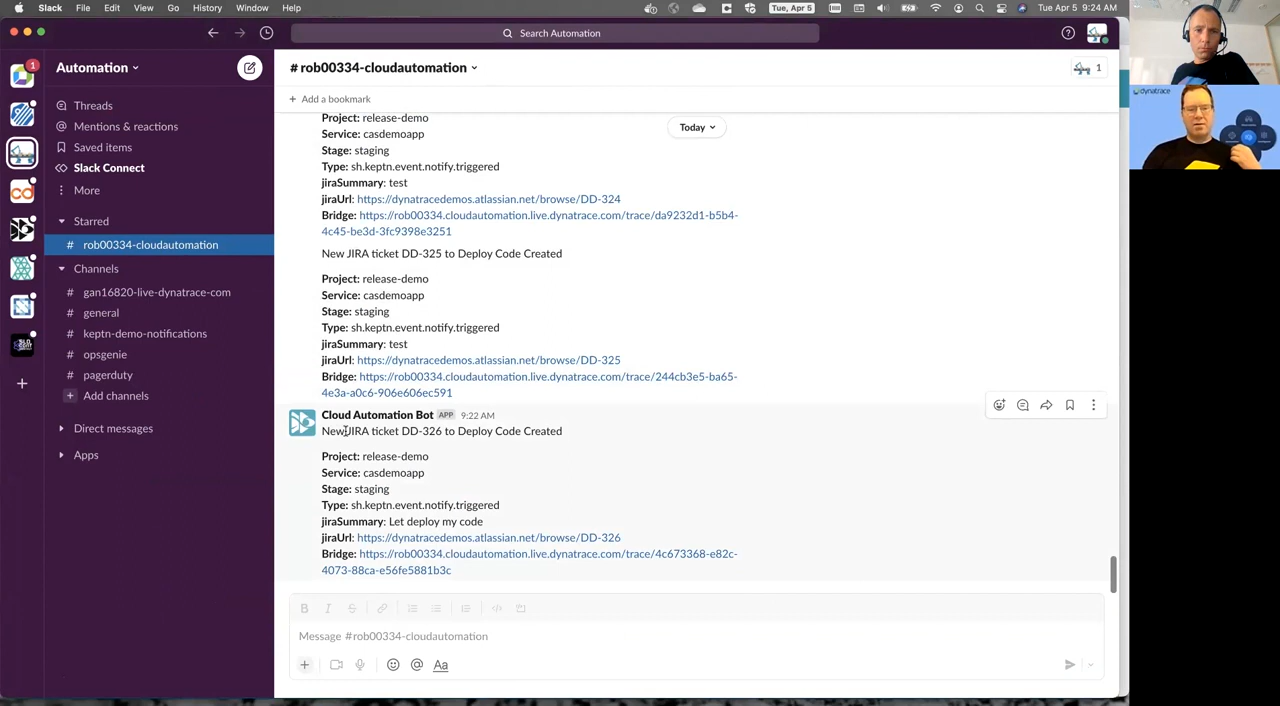 Slack File Edit View Go History Window Help Tue, Apr 5 Tue Apr 5 9:24 AM
Search Automation
1
Automation
# rob00334-cloudautomation
1
Add a bookmark
Threads
Mentions & reactions
Saved items
Slack Connect
More
Starred
# rob00334-cloudautomation
Channels
# gan16820-live-dynatrace-com
# general
# keptn-demo-notifications
# opsgenie
# pagerduty
+ Add channels
Direct messages
Apps
Today
Project: release-demo
Service: casdemoapp
Stage: staging
Type: sh.keptn.event.notify.triggered
jiraSummary: test
jiraUrl: https://dynatracedemos.atlassian.net/browse/DD-324
Bridge: https://rob00334.cloudautomation.live.dynatrace.com/trace/da9232d1-b5b4-
4c45-be3d-3fc9398e3251
New JIRA ticket DD-325 to Deploy Code Created
Project: release-demo
Service: casdemoapp
Stage: staging
Type: sh.keptn.event.notify.triggered
jiraSummary: test
jiraUrl: https://dynatracedemos.atlassian.net/browse/DD-325
Bridge: https://rob00334.cloudautomation.live.dynatrace.com/trace/244cb3e5-ba65-
4e3a-a0c6-906e606ec591
Cloud Automation Bot APP 9:22 AM
New JIRA ticket DD-326 to Deploy Code Created
Project: release-demo
Service: casdemoapp
Stage: staging
Type: sh.keptn.event.notify.triggered
jiraSummary: Let deploy my code
jiraUrl: https://dynatracedemos.atlassian.net/browse/DD-326
Bridge: https://rob00334.cloudautomation.live.dynatrace.com/trace/4c673368-e82c-
4073-88ca-e56fe5881b3c
B I S
Message #rob00334-cloudautomation
Aa
dynatrace